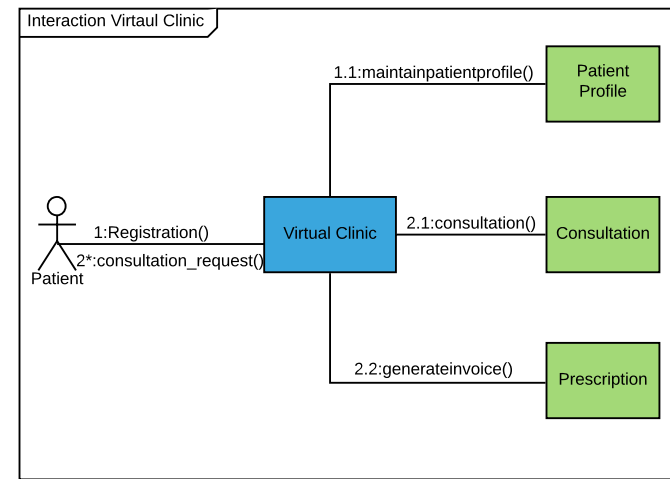 Interaction Virtaul Clinic
1.1:maintainpatientprofile()
Patient
Profile
1:Registration()
2*:consultation_request()
Patient
Virtual Clinic
2.1:consultation()
Consultation
2.2:generateinvoice()
Prescription